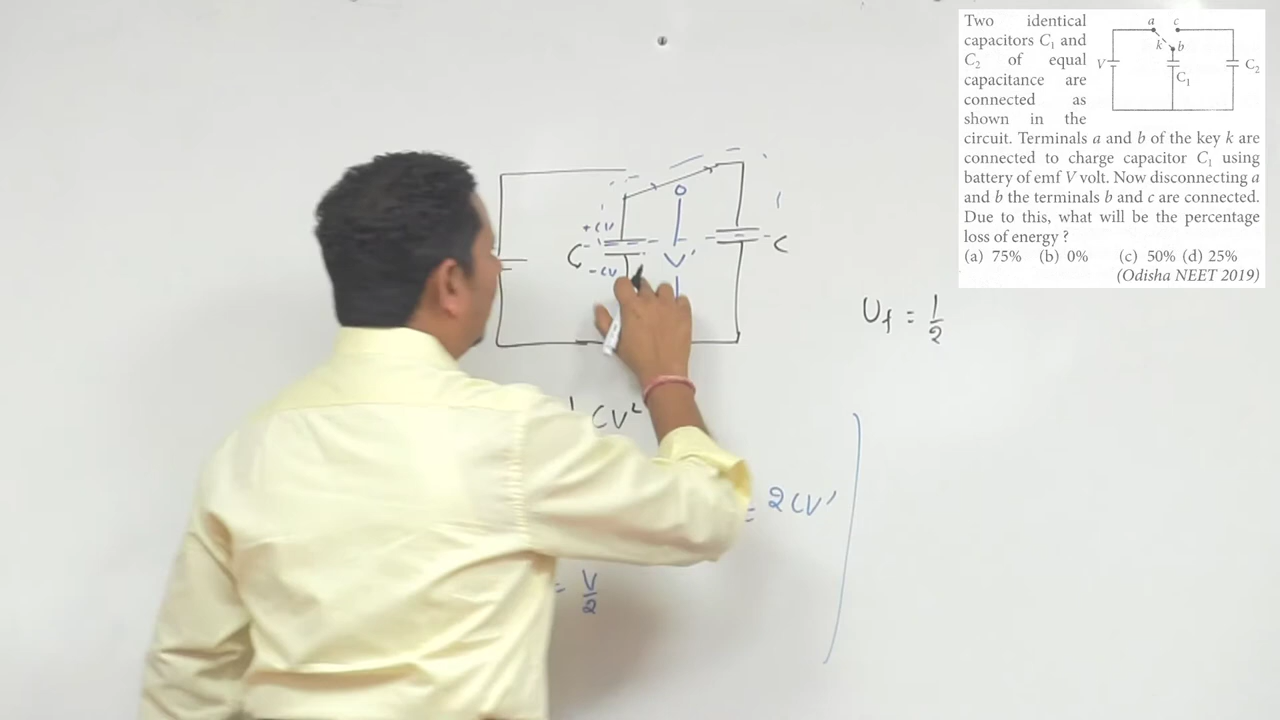 Two identical
capacitors C₁ and
C₂ of equal
capacitance are
connected as
shown in the
circuit. Terminals a and b of the key k are
connected to charge capacitor C₁ using
battery of emf V volt. Now disconnecting a
and b the terminals b and c are connected.
Due to this, what will be the percentage
loss of energy ?
(a) 75% (b) 0% (c) 50% (d) 25%
(Odisha NEET 2019)
a c
k b
V
C₁
C₂
+CV
C
-CV
V'
C
U_f = 1/2
CV²
= 2CV'
= V/2